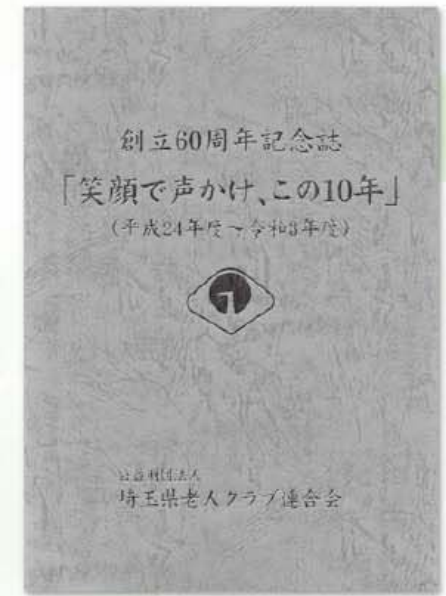 創立60周年記念誌
「笑顔で声かけ、この10年」
(平成24年度〜令和3年度)
公益財団法人
埼玉県老人クラブ連合会